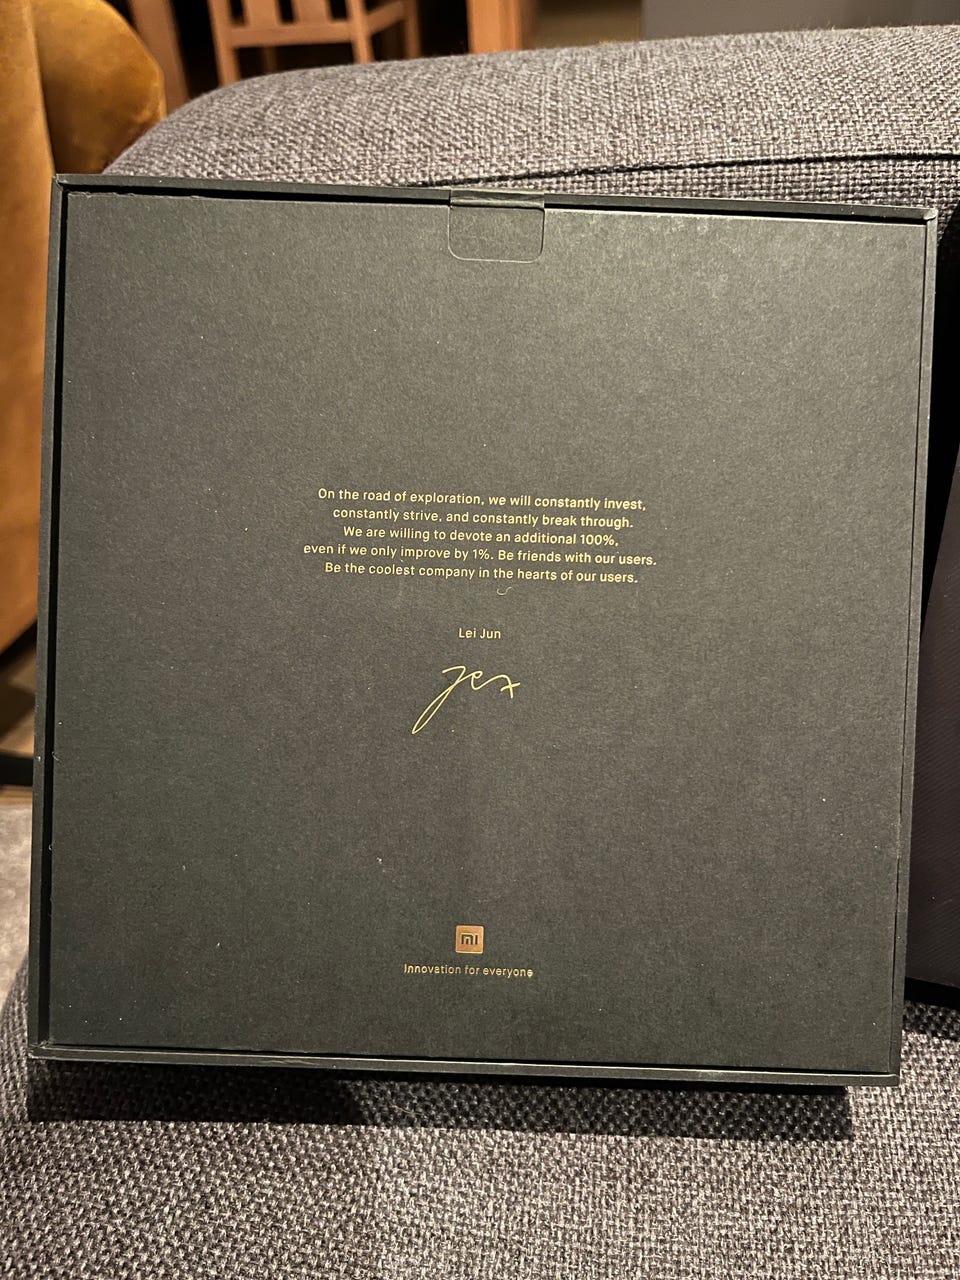 On the road of exploration, we will constantly invest,
constantly strive, and constantly break through.
We are willing to devote an additional 100%,
even if we only improve by 1%. Be friends with our users.
Be the coolest company in the hearts of our users.
Lei Jun
mi
Innovation for everyone